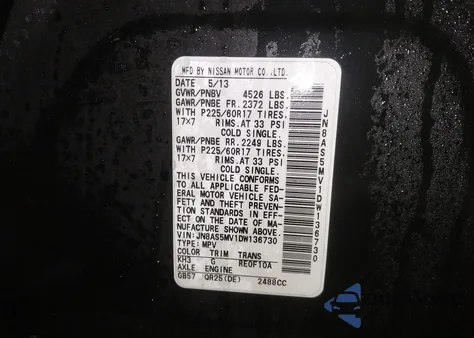 MFD BY NISSAN MOTOR CO., LTD.
DATE 5/13
GVWR/PNBV 4526 LBS.
GAWR/PNBE FR. 2372 LBS.
WITH P225/60R17 TIRES,
17×7 RIMS. AT 33 PSI
COLD SINGLE.
GAWR/PNBE RR. 2249 LBS.
WITH P225/60R17 TIRES,
17×7 RIMS. AT 33 PSI
COLD SINGLE.
THIS VEHICLE CONFORMS
TO ALL APPLICABLE FED-
ERAL MOTOR VEHICLE SA-
FETY AND THEFT PREVEN-
TION STANDARDS IN EFF-
ECT ON THE DATE OF MA-
NUFACTURE SHOWN ABOVE.
VIN: JN8AS5MV1DW136730
TYPE: MPV
COLOR TRIM TRANS
KH3 G RE0F10A
AXLE ENGINE
GB57 QR25(DE) 2488CC
JN8AS5MV1DW136730